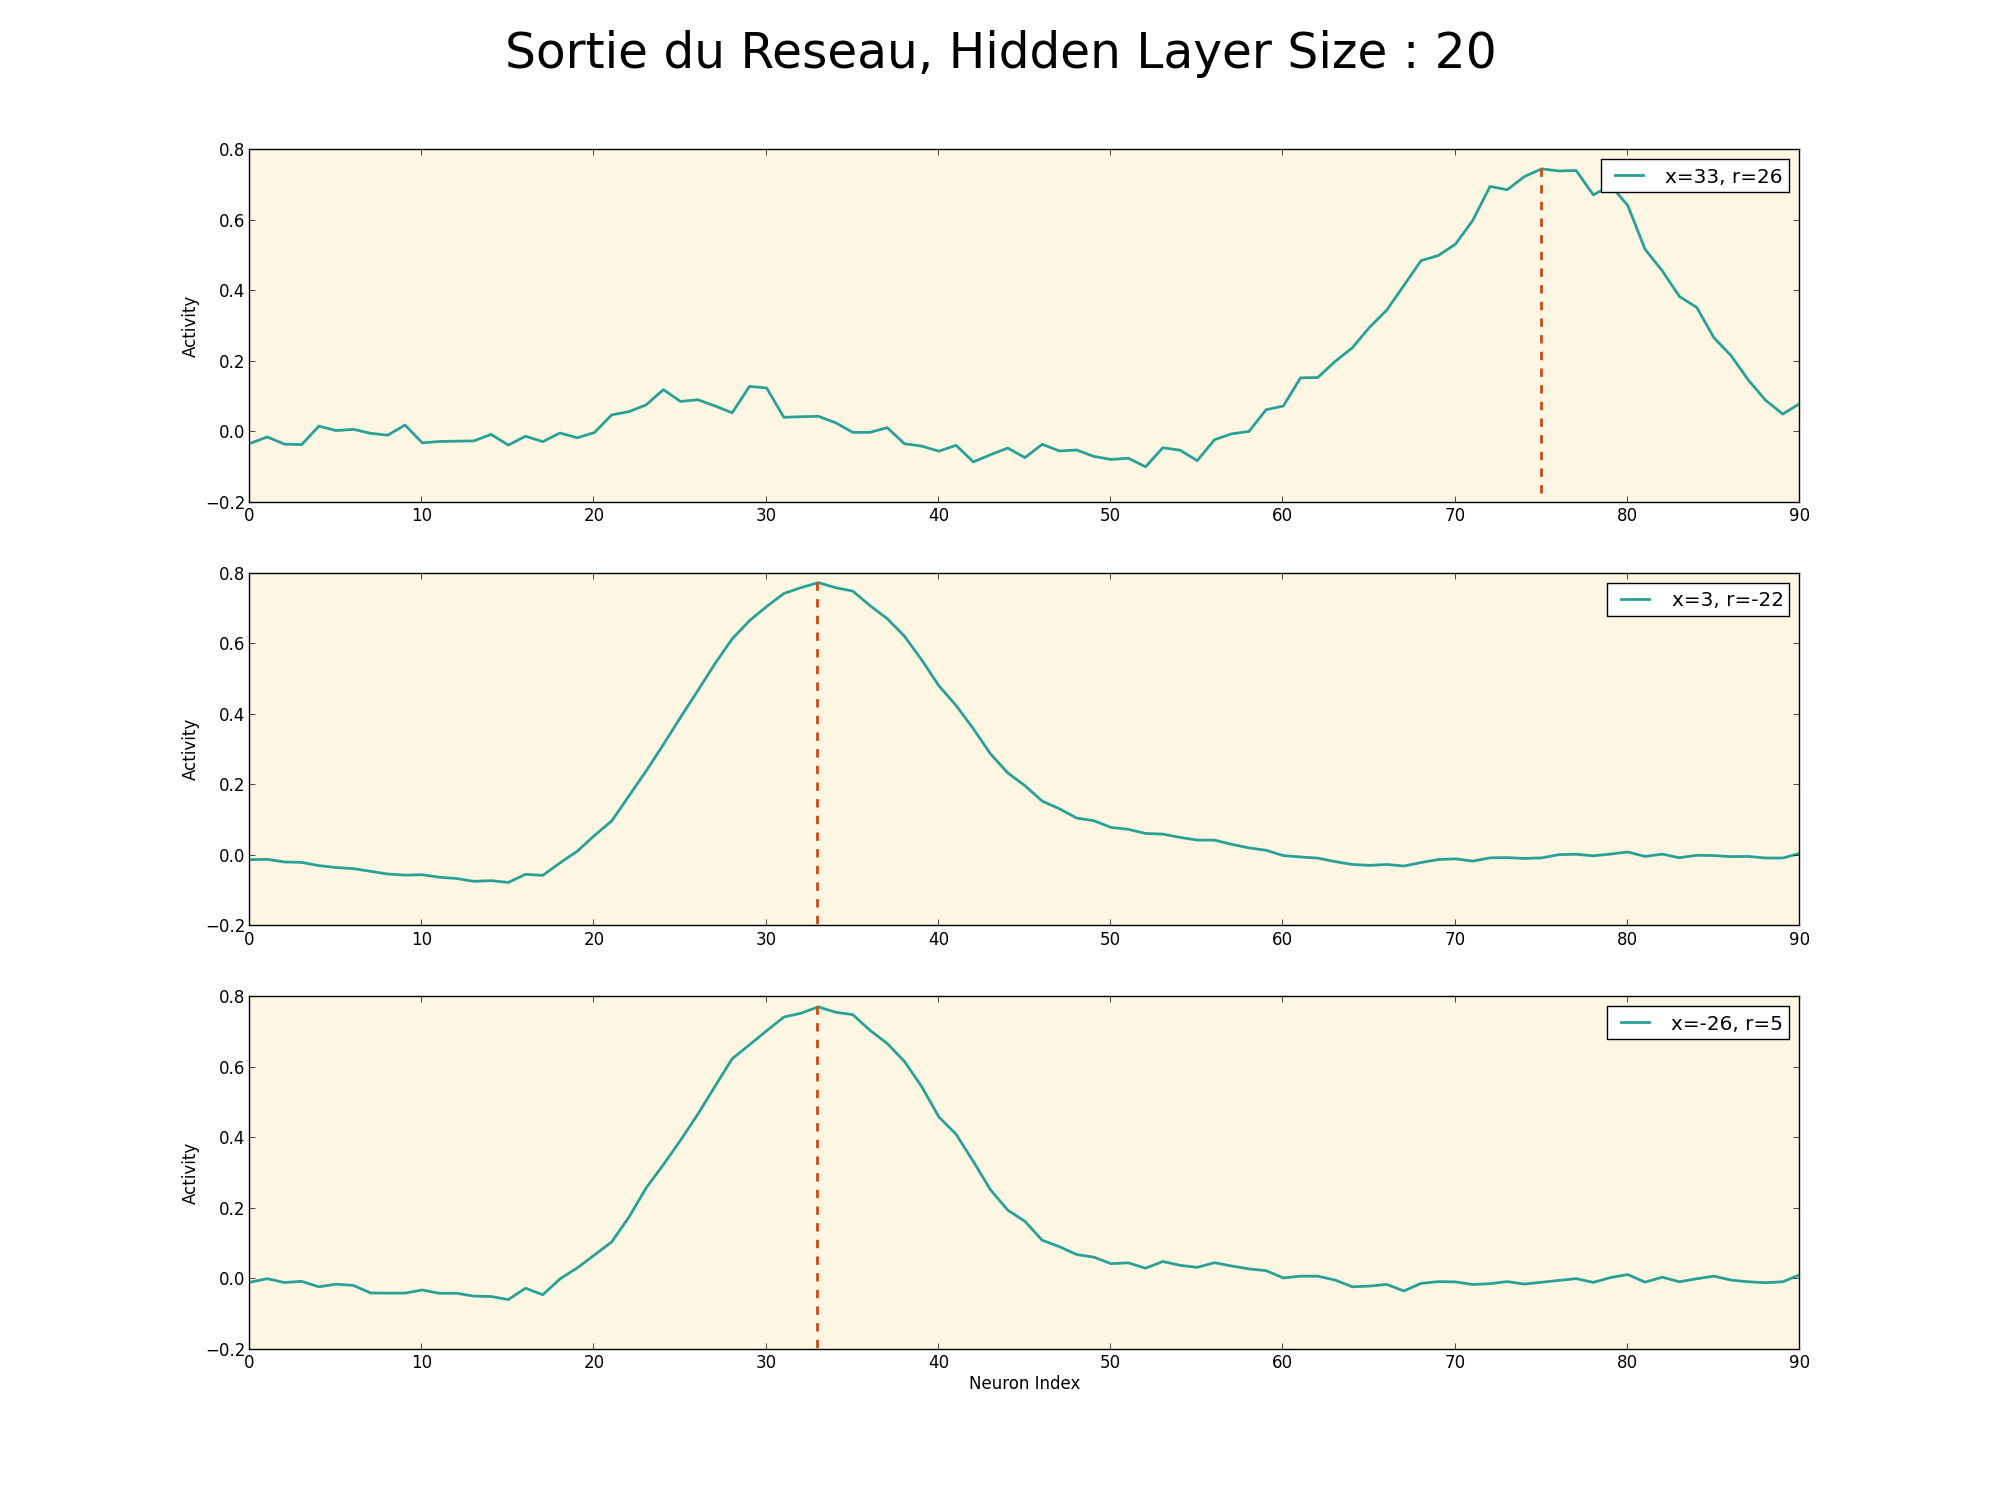 Sortie du Reseau, Hidden Layer Size : 20
0.8
0.6
0.4
0.2
0.0
−0.2
Activity
x=33, r=26
0 10 20 30 40 50 60 70 80 90
0.8
0.6
0.4
0.2
0.0
−0.2
Activity
x=3, r=-22
0 10 20 30 40 50 60 70 80 90
0.8
0.6
0.4
0.2
0.0
−0.2
Activity
x=-26, r=5
0 10 20 30 40 50 60 70 80 90
Neuron Index